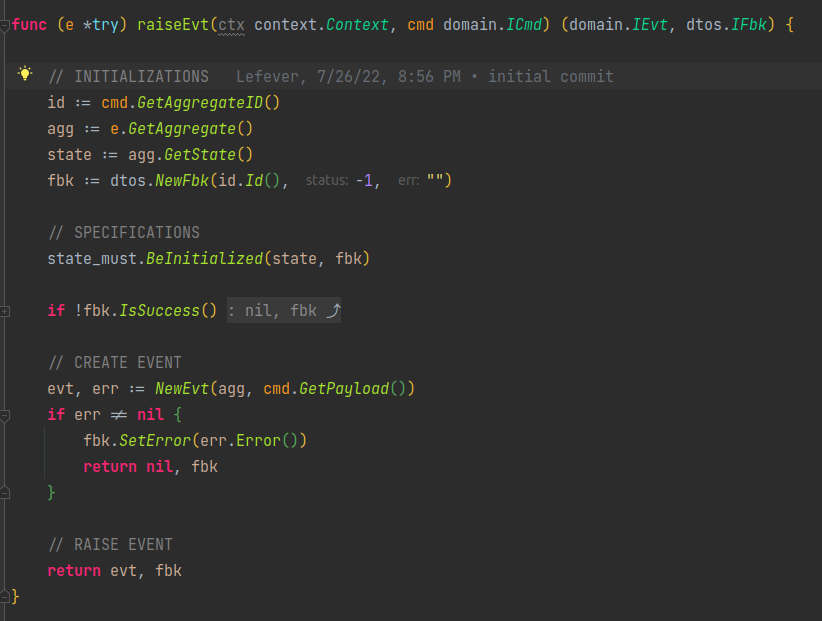 func (e *try) raiseEvt(ctx context.Context, cmd domain.ICmd) (domain.IEvt, dtos.IFbk) {
// INITIALIZATIONS Lefever, 7/26/22, 8:56 PM • initial commit
id := cmd.GetAggregateID()
agg := e.GetAggregate()
state := agg.GetState()
fbk := dtos.NewFbk(id.Id(), status: -1, err: "")
// SPECIFICATIONS
state_must.BeInitialized(state, fbk)
if !fbk.IsSuccess() : nil, fbk ⤴
// CREATE EVENT
evt, err := NewEvt(agg, cmd.GetPayload())
if err ≠ nil {
fbk.SetError(err.Error())
return nil, fbk
}
// RAISE EVENT
return evt, fbk
}